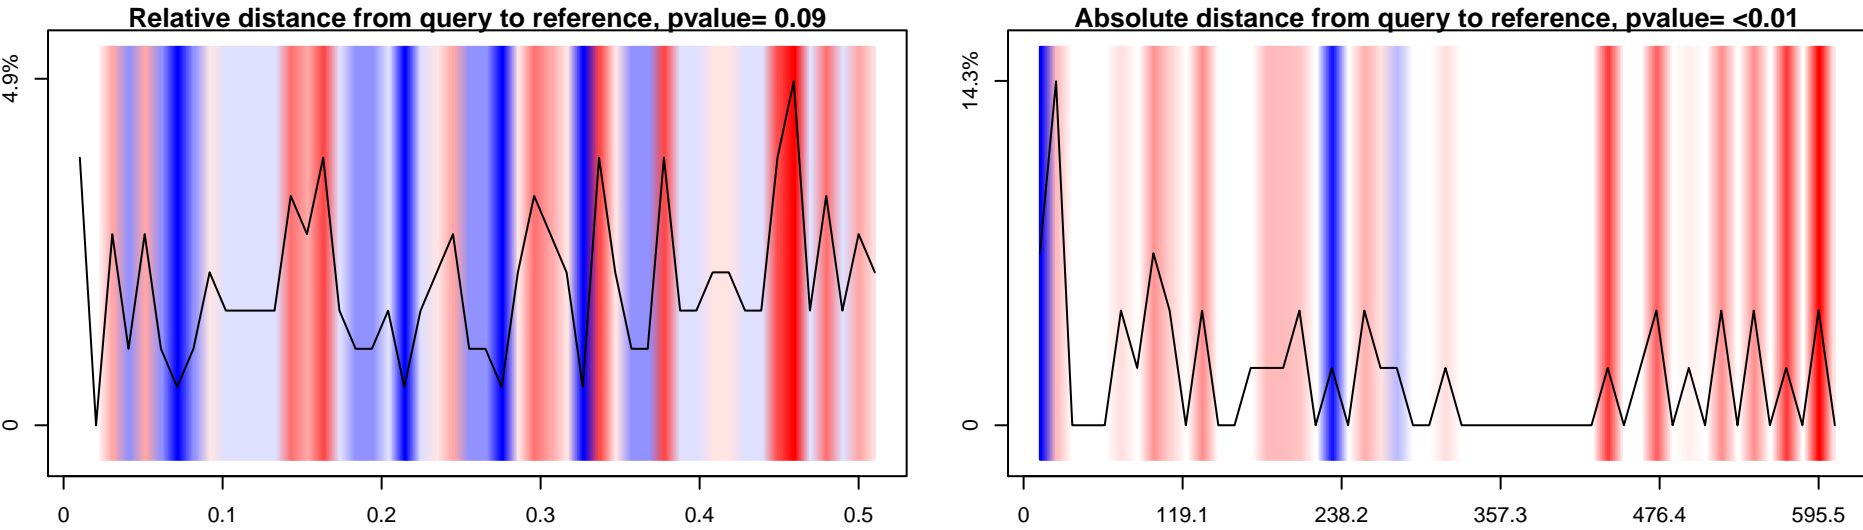 Relative distance from query to reference, pvalue= 0.09
4.9%
0
0 0.1 0.2 0.3 0.4 0.5
Absolute distance from query to reference, pvalue= <0.01
14.3%
0
0 119.1 238.2 357.3 476.4 595.5